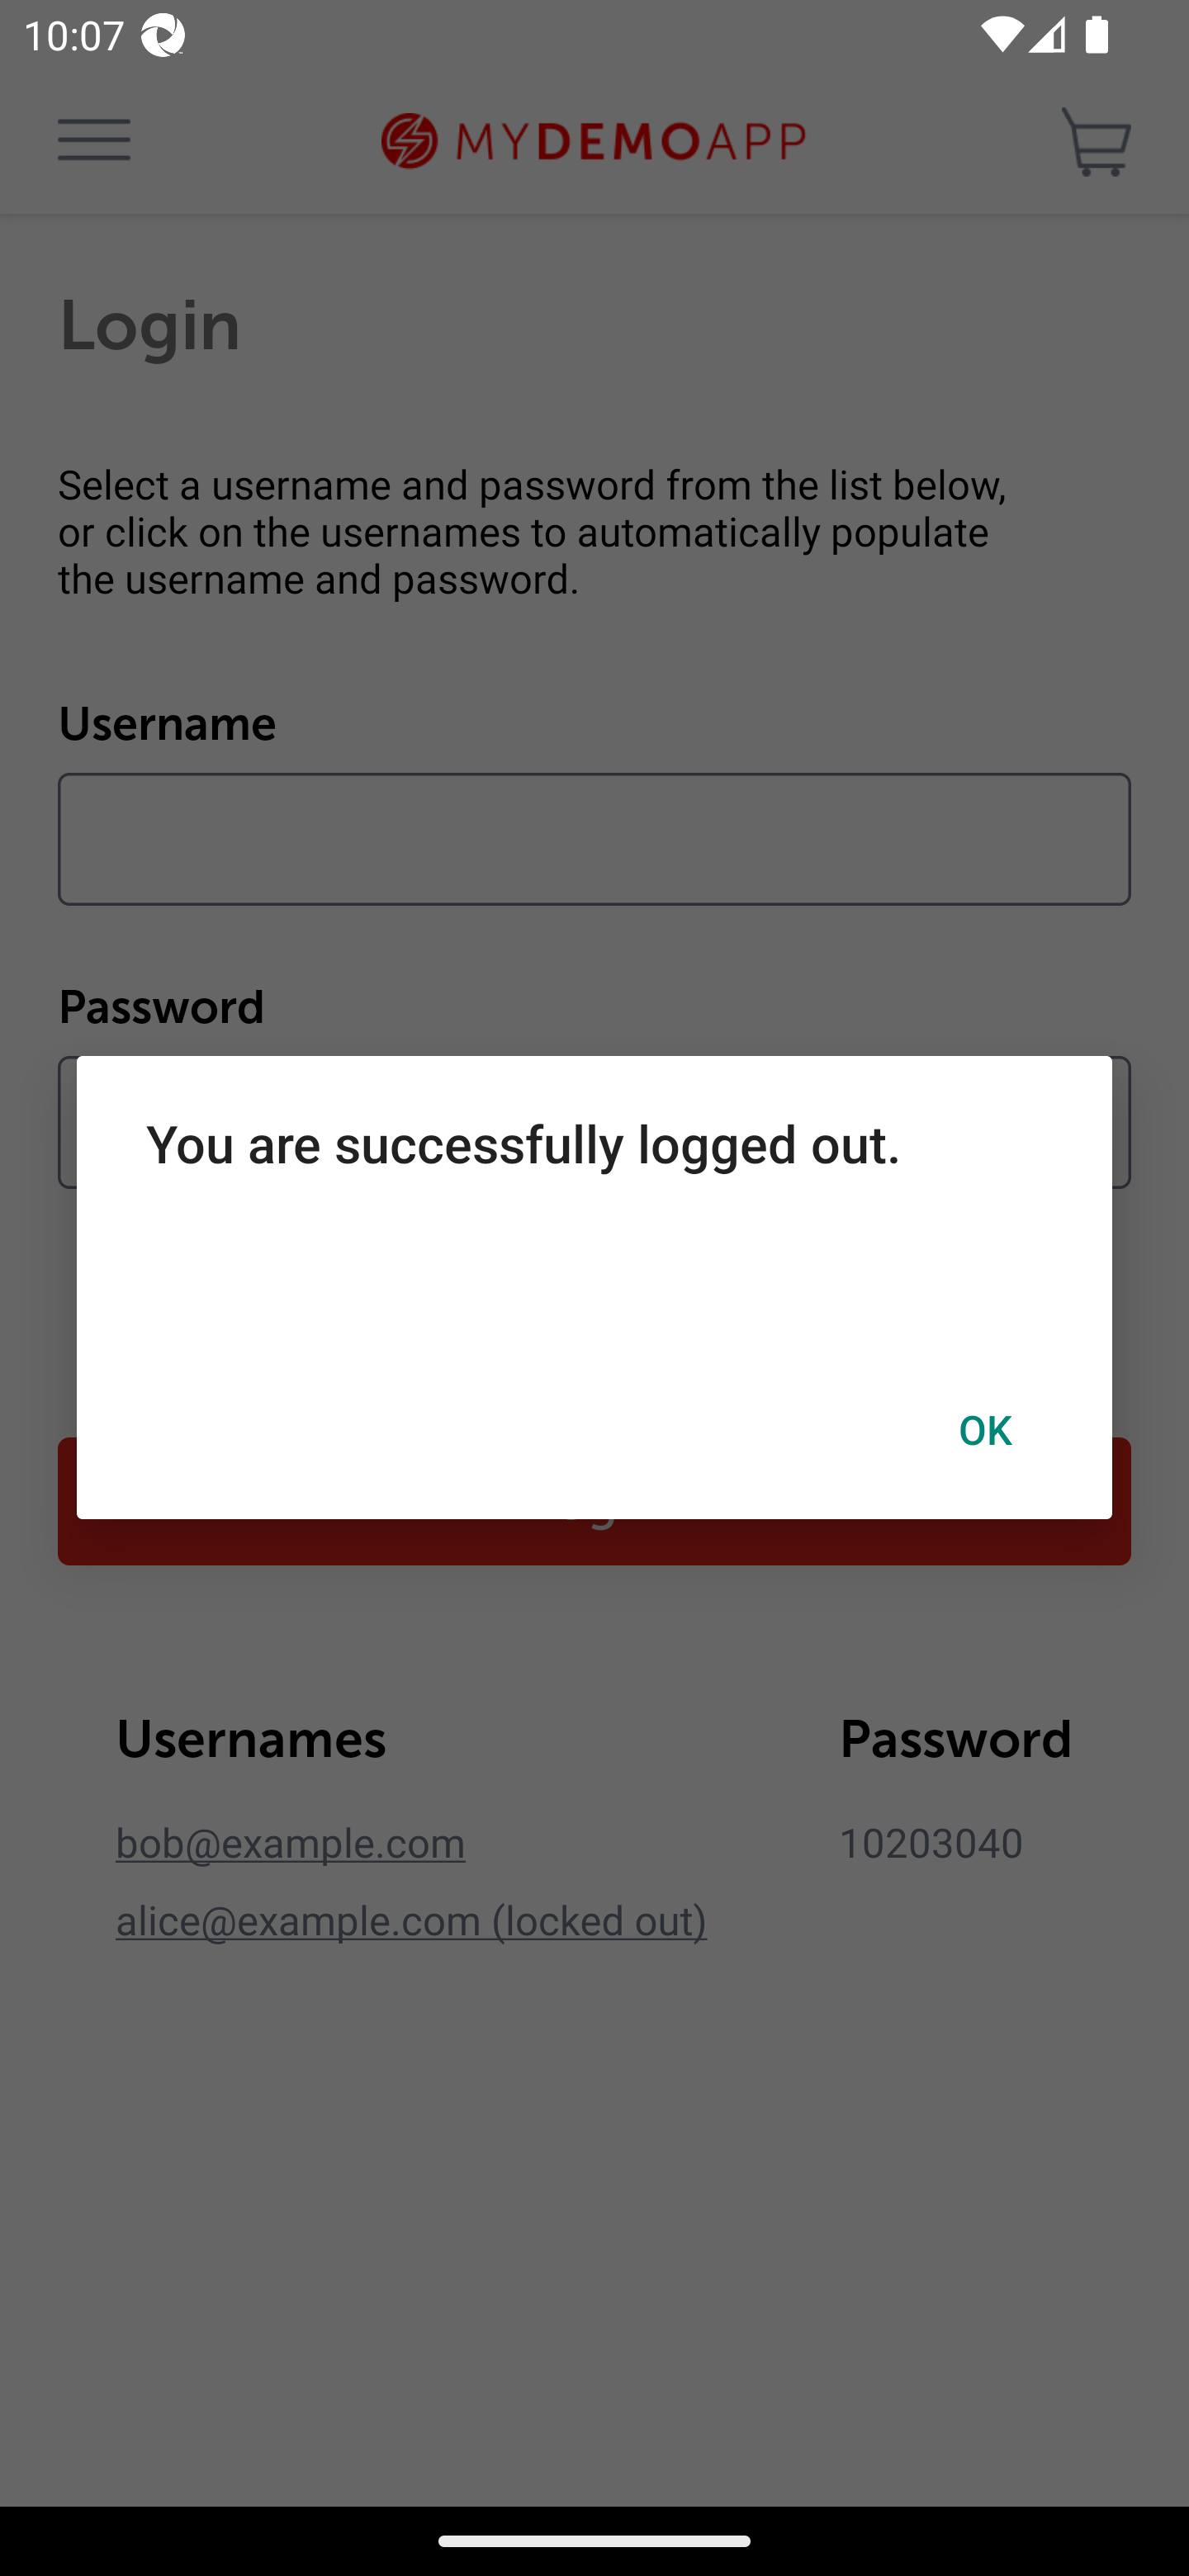 10:07
MYDEMOAPP
Login
Select a username and password from the list below,
or click on the usernames to automatically populate
the username and password.
Username
Password
You are successfully logged out.
OK
Usernames
Password
bob@example.com
10203040
alice@example.com (locked out)